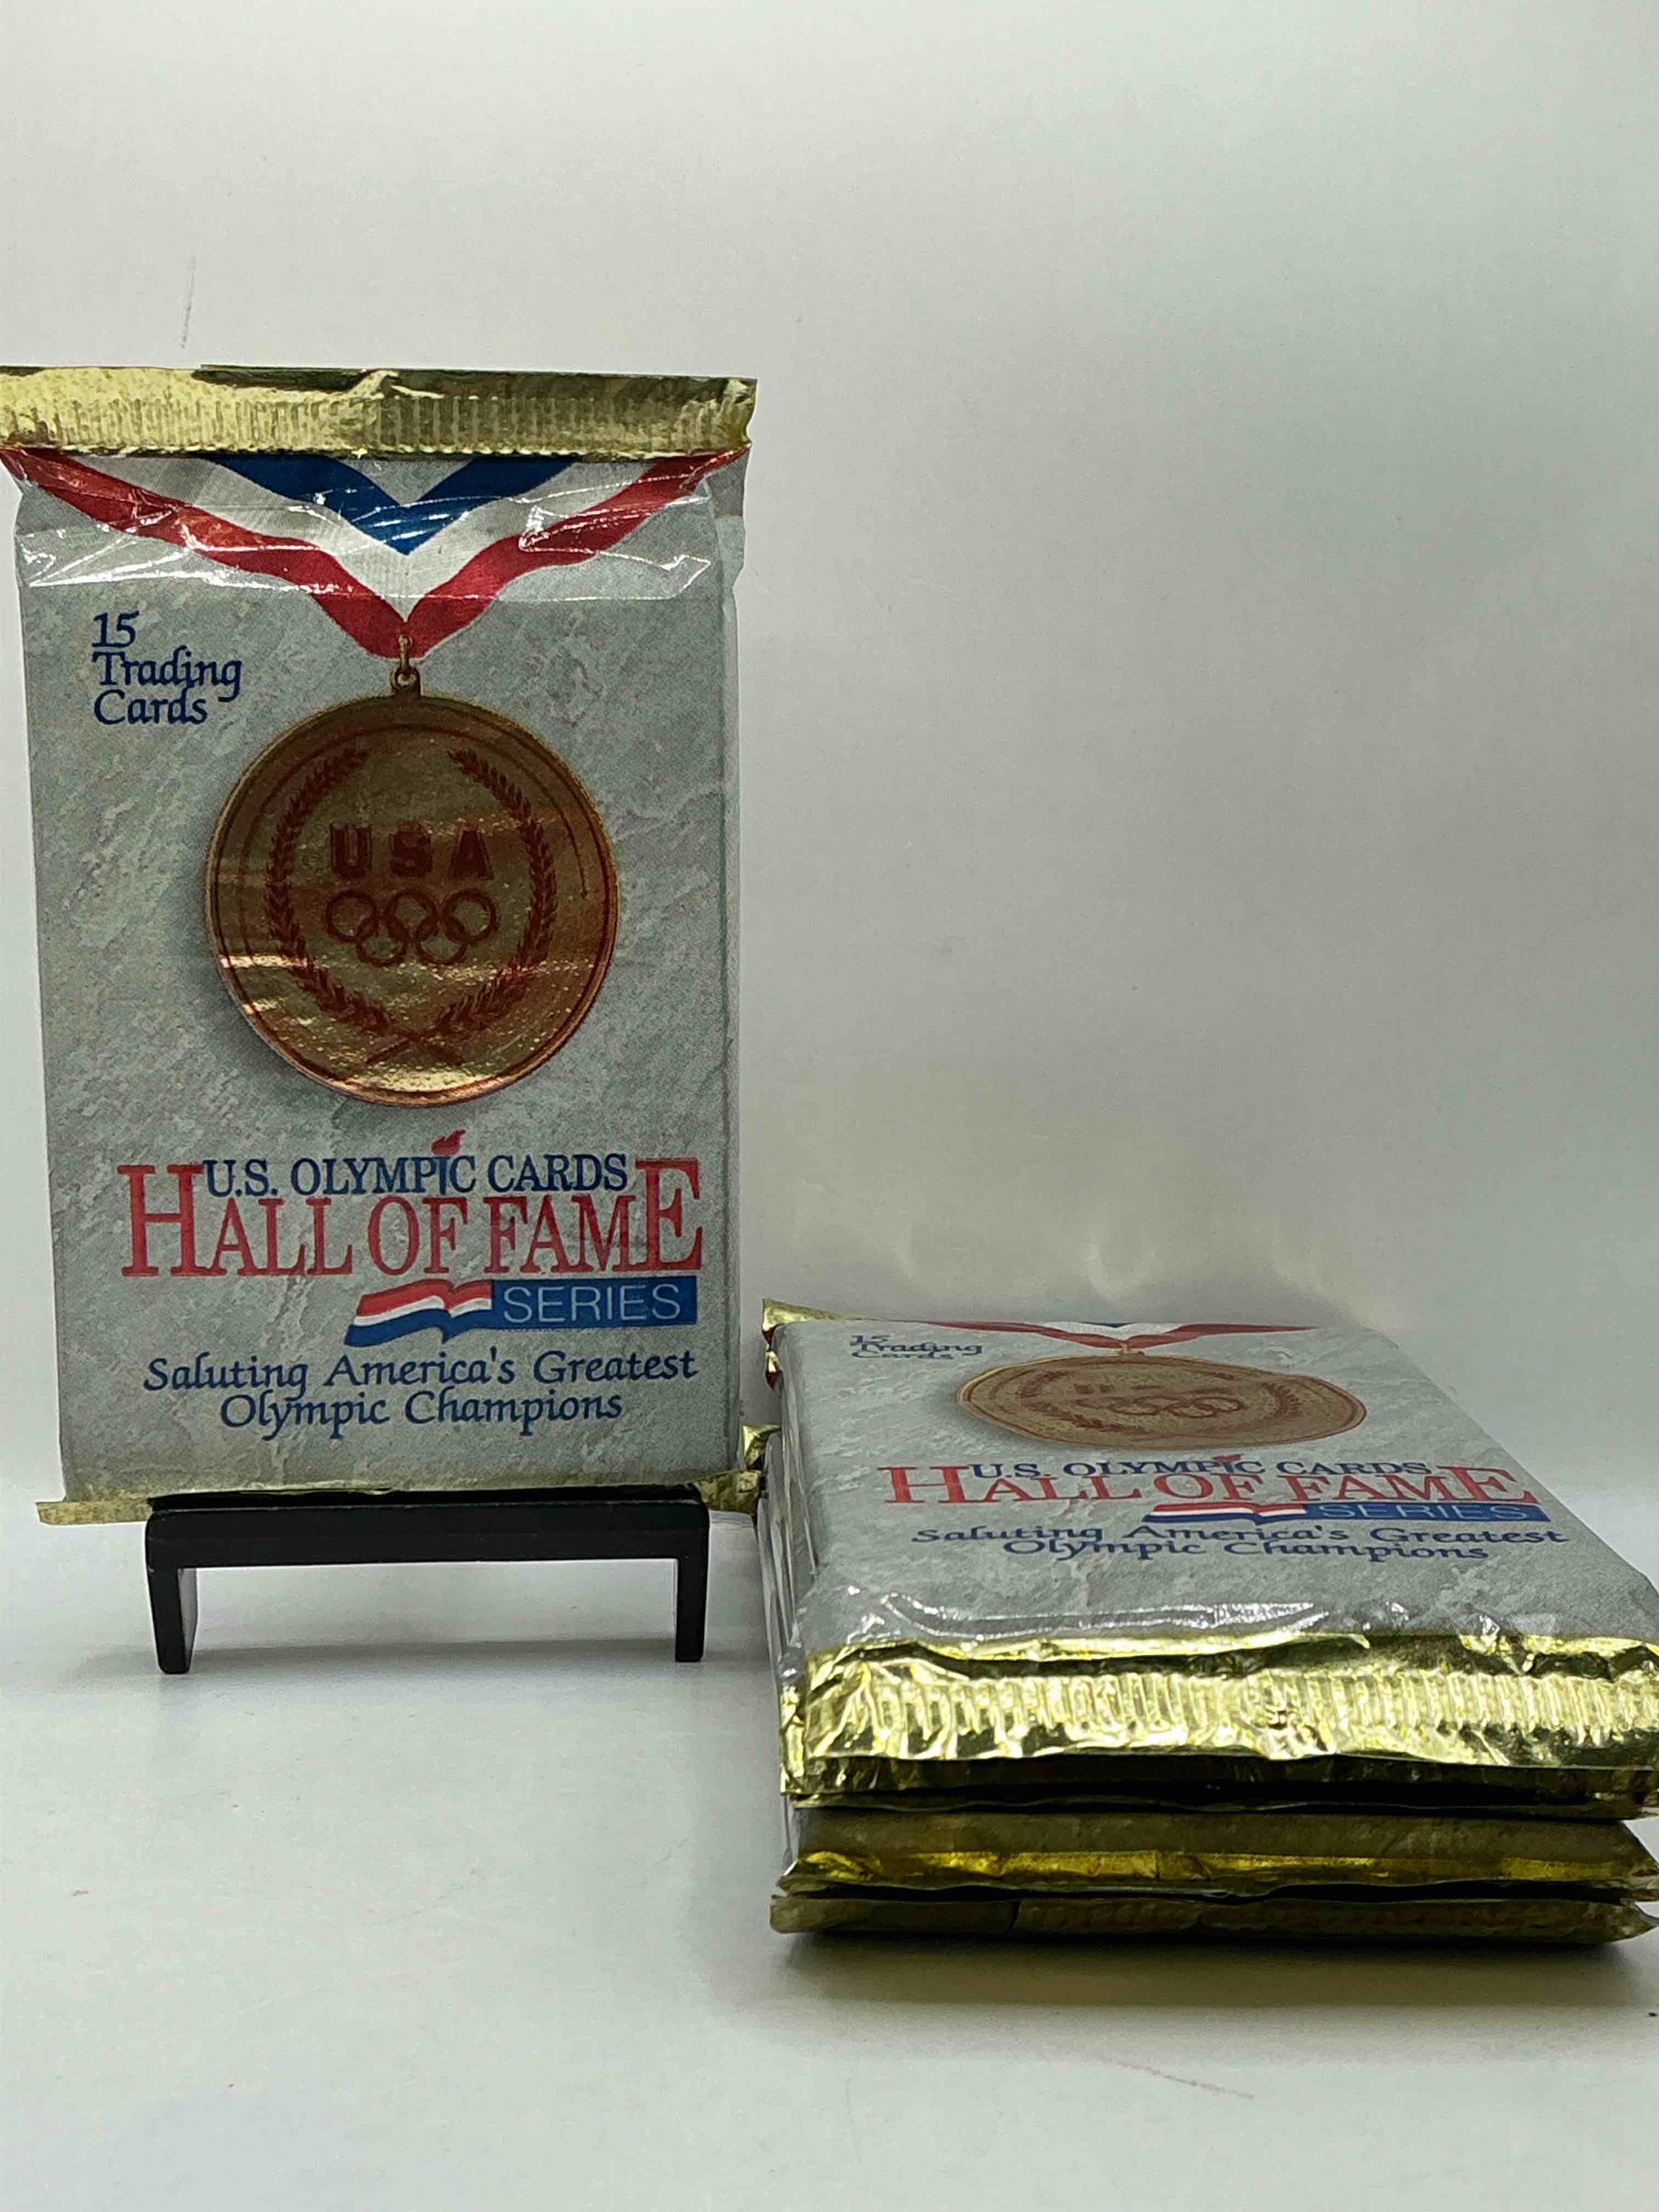 15
Trading
Cards
USA
U.S. OLYMPIC CARDS
HALL OF FAME
SERIES
Saluting America's Greatest
Olympic Champions
15
Trading
Cards
USA
U.S. OLYMPIC CARDS
HALL OF FAME
SERIES
Saluting America's Greatest
Olympic Champions